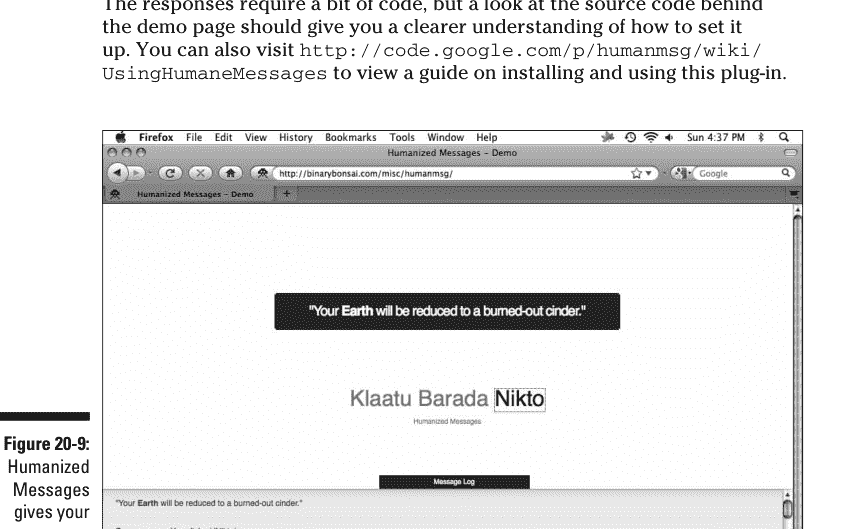 The responses require a bit of code, but a look at the source code behind
the demo page should give you a clearer understanding of how to set it
up. You can also visit http://code.google.com/p/humanmsg/wiki/
UsingHumaneMessages to view a guide on installing and using this plug-in.
Firefox File Edit View History Bookmarks Tools Window Help Sun 4:37 PM
Humanized Messages – Demo
http://binarybonsai.com/misc/humanmsg/ Google
Humanized Messages – Demo +
"Your Earth will be reduced to a burned-out cinder."
Klaatu Barada Nikto
Humanized Messages
Message Log
"Your Earth will be reduced to a burned-out cinder."
Figure 20-9:
Humanized
Messages
gives your